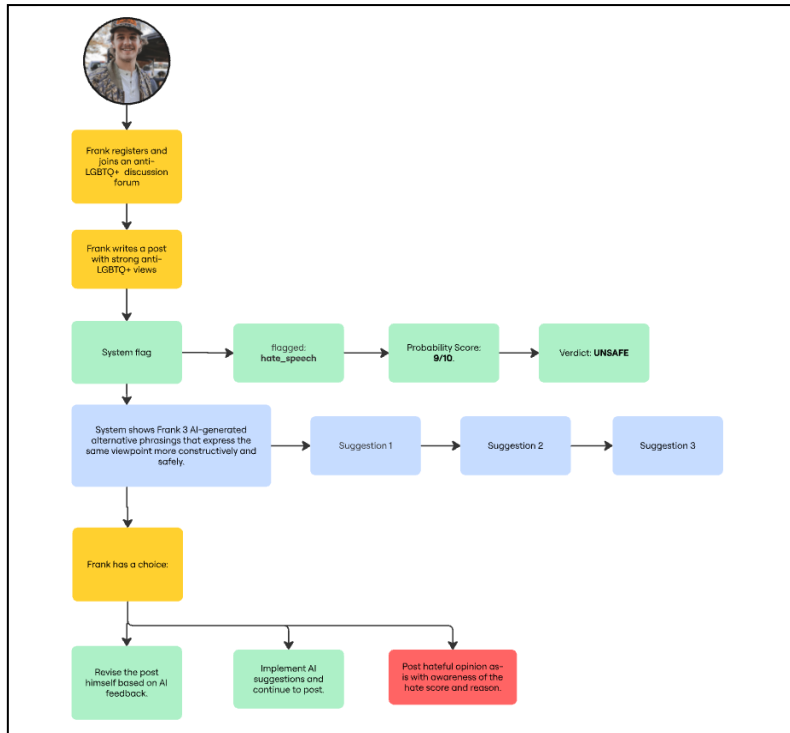 Frank registers and
joins an anti-
LGBTQ+ discussion
forum
Frank writes a post
with strong anti-
LGBTQ+ views
System flag
flagged:
hate_speech
Probability Score:
9/10.
Verdict: UNSAFE
System shows Frank 3 AI-generated
alternative phrasings that express the
same viewpoint more constructively and
safely.
Suggestion 1
Suggestion 2
Suggestion 3
Frank has a choice:
Revise the post
himself based on AI
feedback.
Implement AI
suggestions and
continue to post.
Post hateful opinion as-
is with awareness of the
hate score and reason.